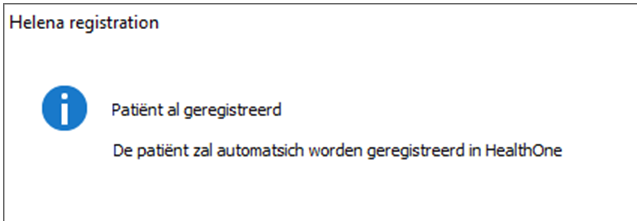 Helena registration
Patiënt al geregistreerd
De patiënt zal automatsich worden geregistreerd in HealthOne